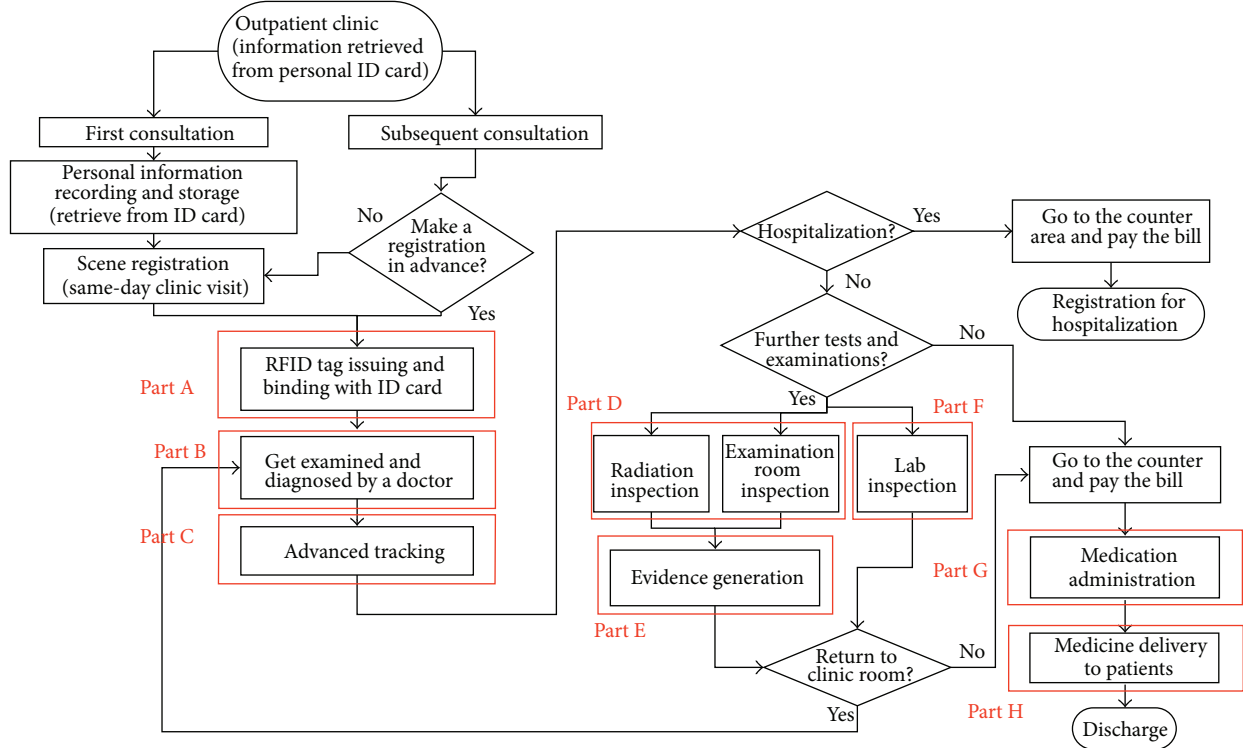 Outpatient clinic
(information retrieved
from personal ID card)
First consultation
Subsequent consultation
Personal information
recording and storage
(retrieve from ID card)
No
Make a
registration
in advance?
Scene registration
(same-day clinic visit)
Yes
Hospitalization?
Yes
Go to the counter
area and pay the bill
No
Registration for
hospitalization
Further tests and
examinations?
No
Part A
RFID tag issuing and
binding with ID card
Yes
Part D
Part F
Part B
Get examined and
diagnosed by a doctor
Radiation
inspection
Examination
room
inspection
Lab
inspection
Go to the counter
and pay the bill
Part C
Advanced tracking
Evidence generation
Part G
Medication
administration
Part E
Return to
clinic room?
No
Medicine delivery
to patients
Yes
Part H
Discharge